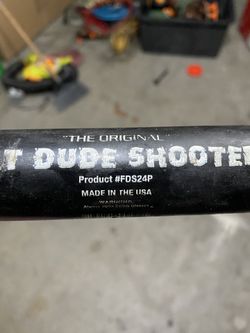 "THE ORIGINAL"
T DUDE SHOOTE
Product #FDS24P
MADE IN THE USA
WARNING